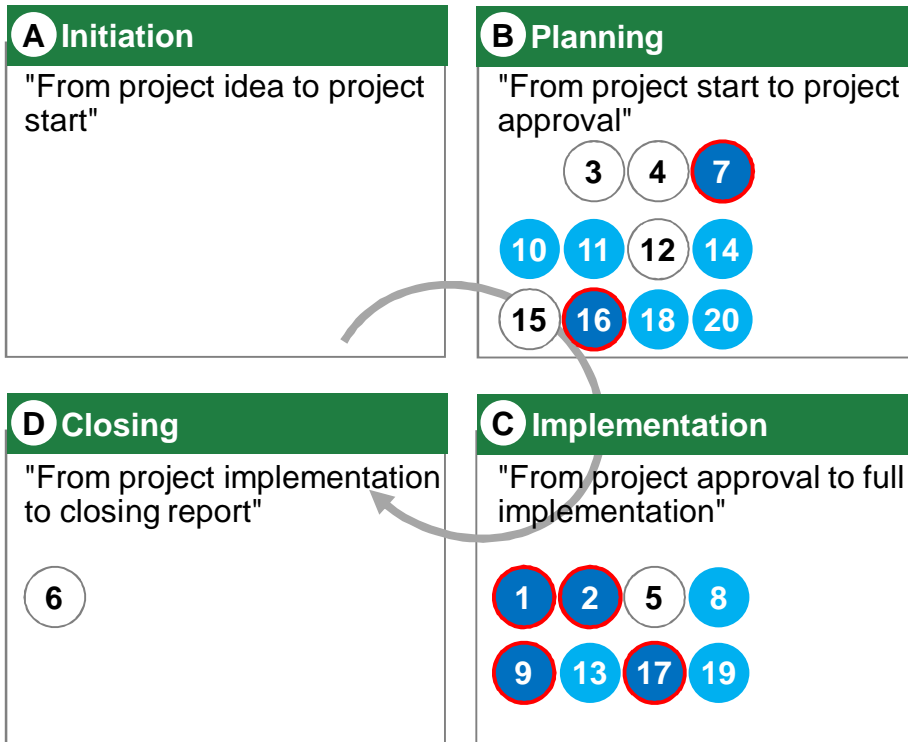 A Initiation
"From project idea to project
start"
B Planning
"From project start to project
approval"
3 4 7
10 11 12 14
15 16 18 20
D Closing
"From project implementation
to closing report"
6
C Implementation
"From project approval to full
implementation"
1 2 5 8
9 13 17 19